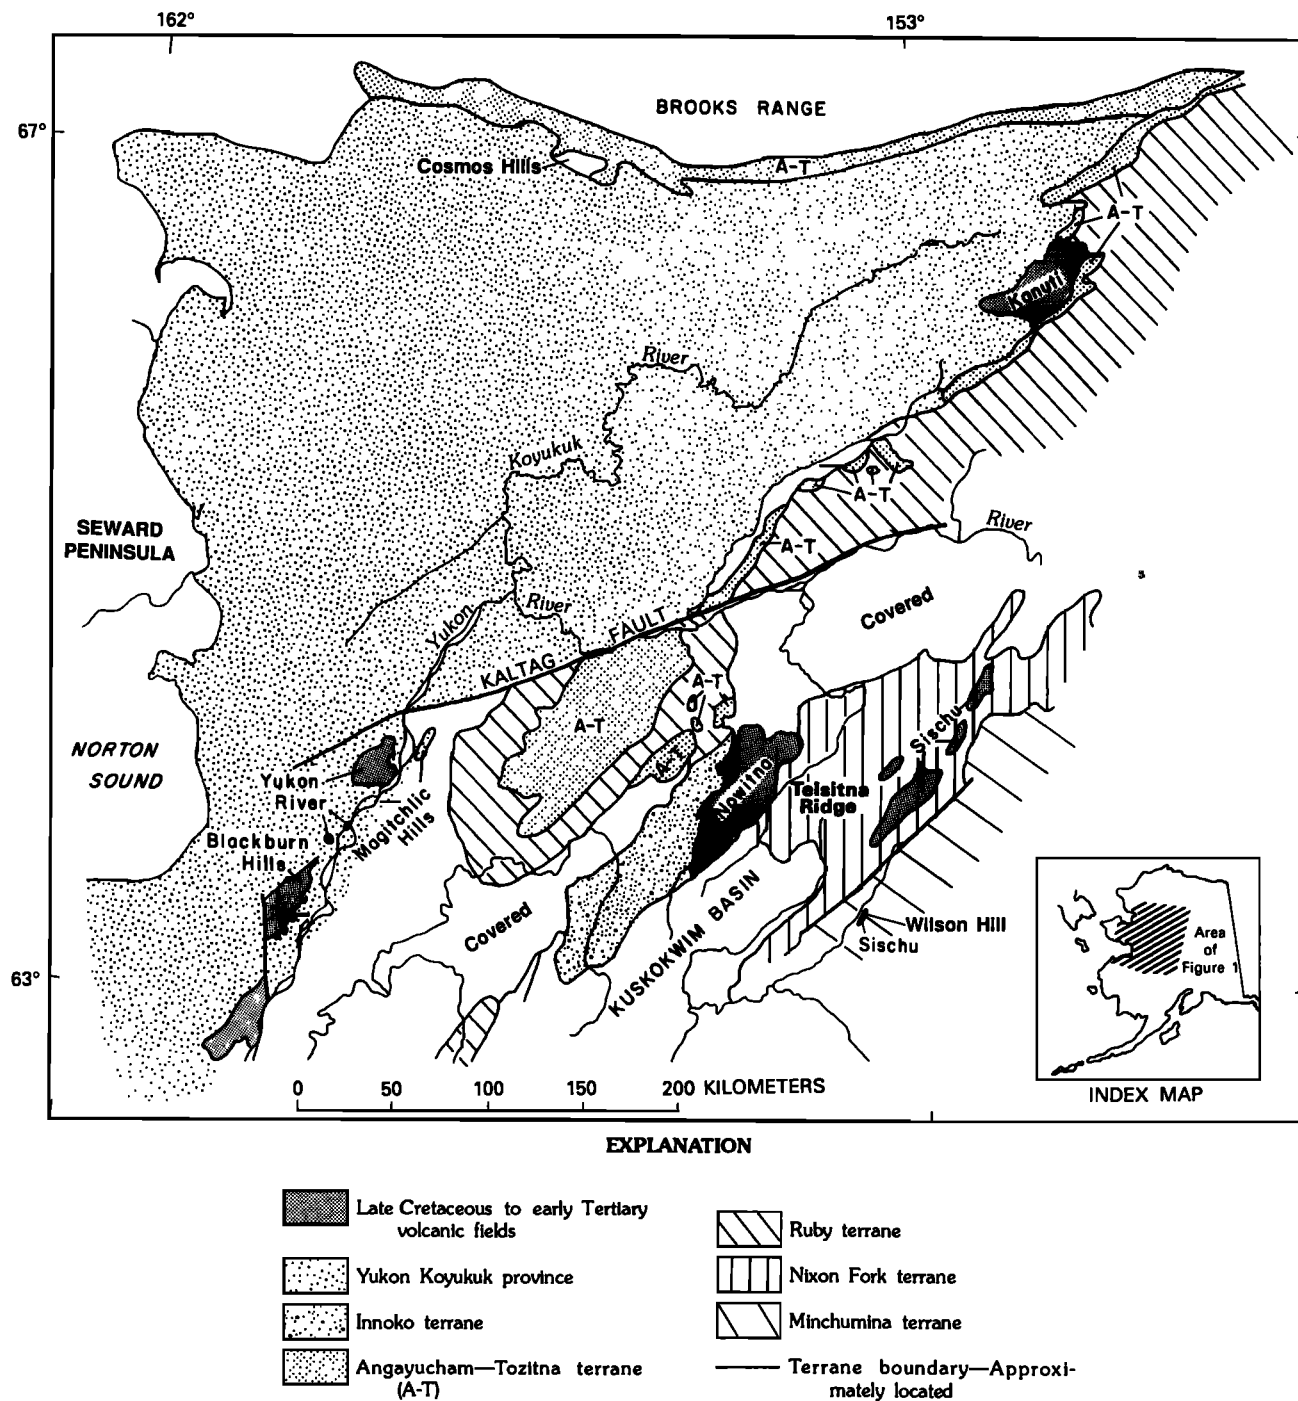 162°
153°
67°
BROOKS RANGE
Cosmos Hills
A-T
A-T
Kanuti
River
Koyukuk
A-T
SEWARD
PENINSULA
River
A-T
Covered
Yukon
River
KALTAG FAULT
A-T
A-T
Sischu
NORTON
SOUND
A-T
Yukon
River
Nowitno
Telsitna
Ridge
Magitchlic
Hills
Blackburn
Hills
Covered
KUSKOKWIM BASIN
Wilson Hill
Sischu
63°
Area
of
Figure 1
0 50 100 150 200 KILOMETERS
INDEX MAP
EXPLANATION
Late Cretaceous to early Tertiary
volcanic fields
Yukon Koyukuk province
Innoko terrane
Angayucham—Tozitna terrane
(A-T)
Ruby terrane
Nixon Fork terrane
Minchumina terrane
Terrane boundary—Approxi-
mately located